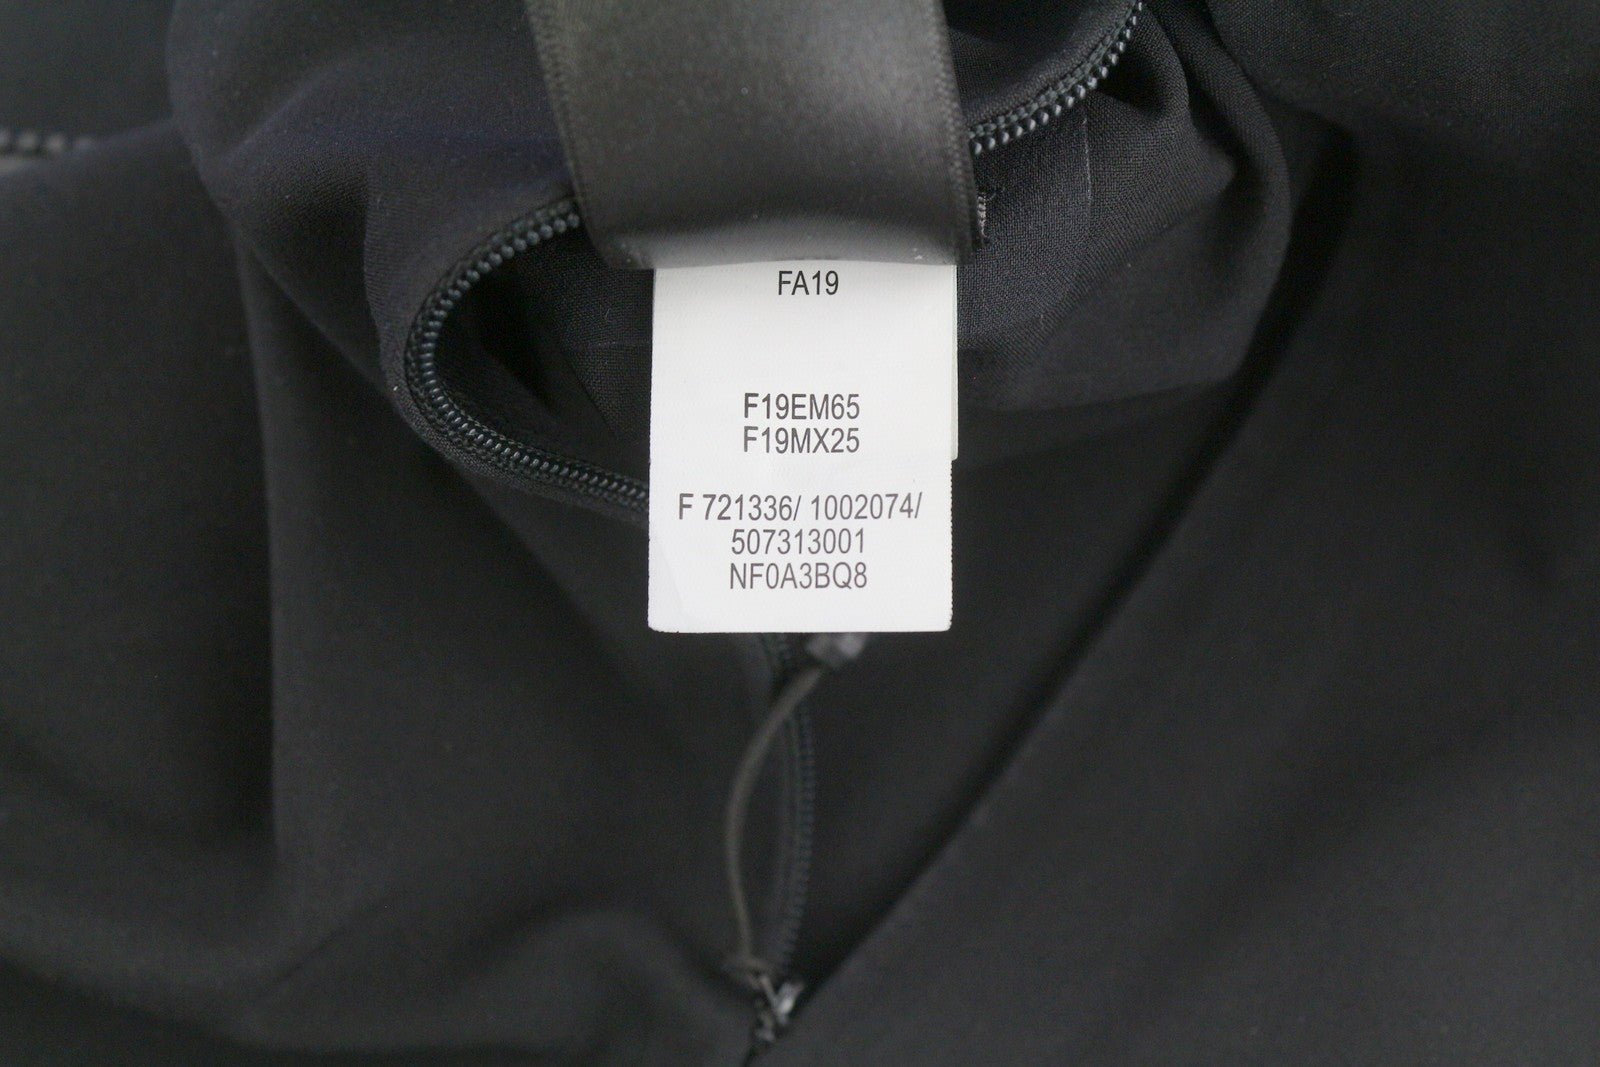 FA19
F19EM65
F19MX25
F 721336/ 1002074/
507313001
NF0A3BQ8